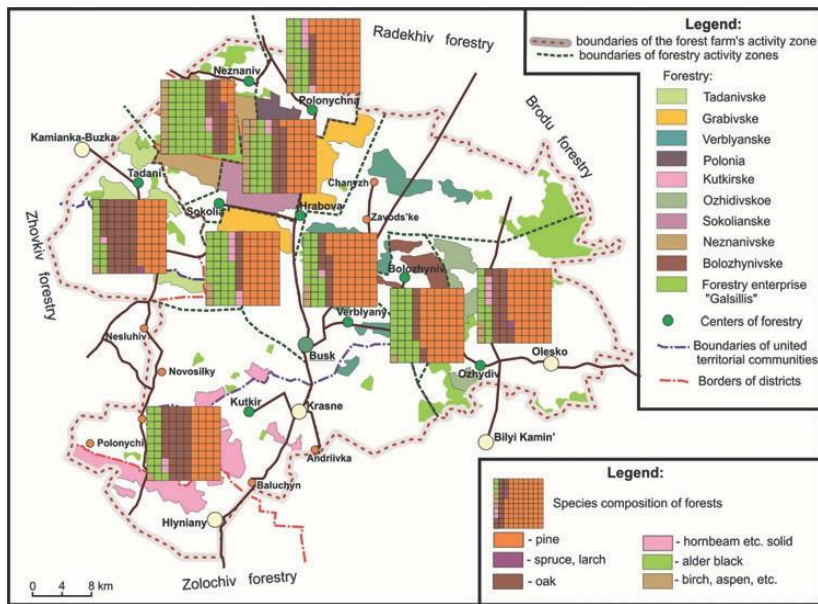 Legend:
boundaries of the forest farm's activity zone
boundaries of forestry activity zones
Forestry:
Tadanivske
Grabivske
Verblyanske
Polonia
Kutkirske
Ozhidivskoe
Sokolianske
Neznanivske
Bolozhynivske
Forestry enterprise
"Galsillis"
Centers of forestry
Boundaries of united
territorial communities
Borders of districts
Radekhiv forestry
Neznaniv
Polonychna
Brodu forestry
Kamianka-Buzka
Tadani
Chanyzh
Sokolia
Hrabova
Zavods'ke
Zhovkiv forestry
Bolozhyniv
Verblyany
Nesluhiv
Busk
Olesko
Ozhydiv
Novosilky
Kutkir
Krasne
Polonychi
Bilyi Kamin'
Andriivka
Baluchyn
Hlyniany
Zolochiv forestry
0 4 8 km
Legend:
Species composition of forests
- pine
- spruce, larch
- oak
- hornbeam etc. solid
- alder black
- birch, aspen, etc.